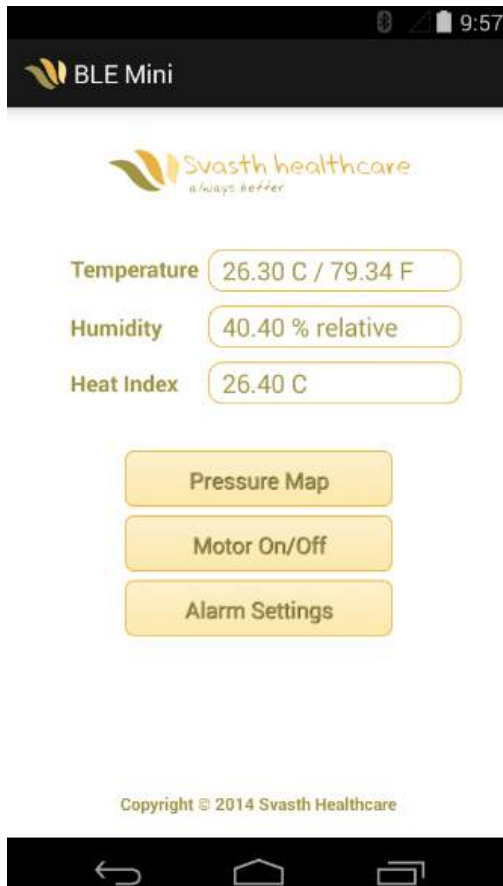 9:57
BLE Mini
Svasth healthcare
always better
Temperature 26.30 C / 79.34 F
Humidity 40.40 % relative
Heat Index 26.40 C
Pressure Map
Motor On/Off
Alarm Settings
Copyright © 2014 Svasth Healthcare